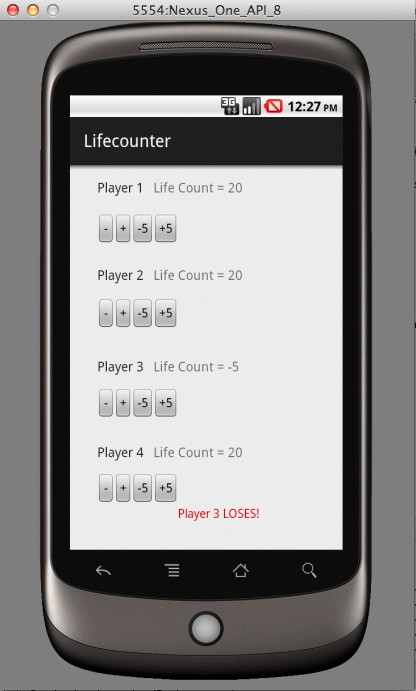 5554:Nexus_One_API_8
3G 12:27 PM
Lifecounter
Player 1 Life Count = 20
- + -5 +5
Player 2 Life Count = 20
- + -5 +5
Player 3 Life Count = -5
- + -5 +5
Player 4 Life Count = 20
- + -5 +5
Player 3 LOSES!